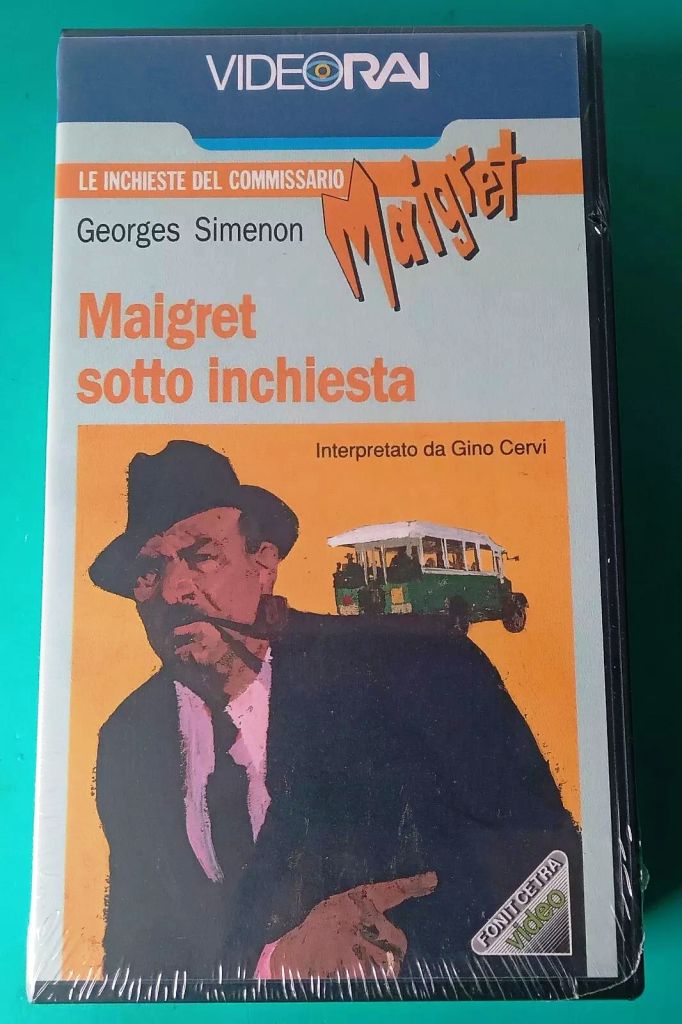 VIDEORAI
LE INCHIESTE DEL COMMISSARIO
Maigret
Georges Simenon
Maigret
sotto inchiesta
Interpretato da Gino Cervi
FONIT CETRA
video